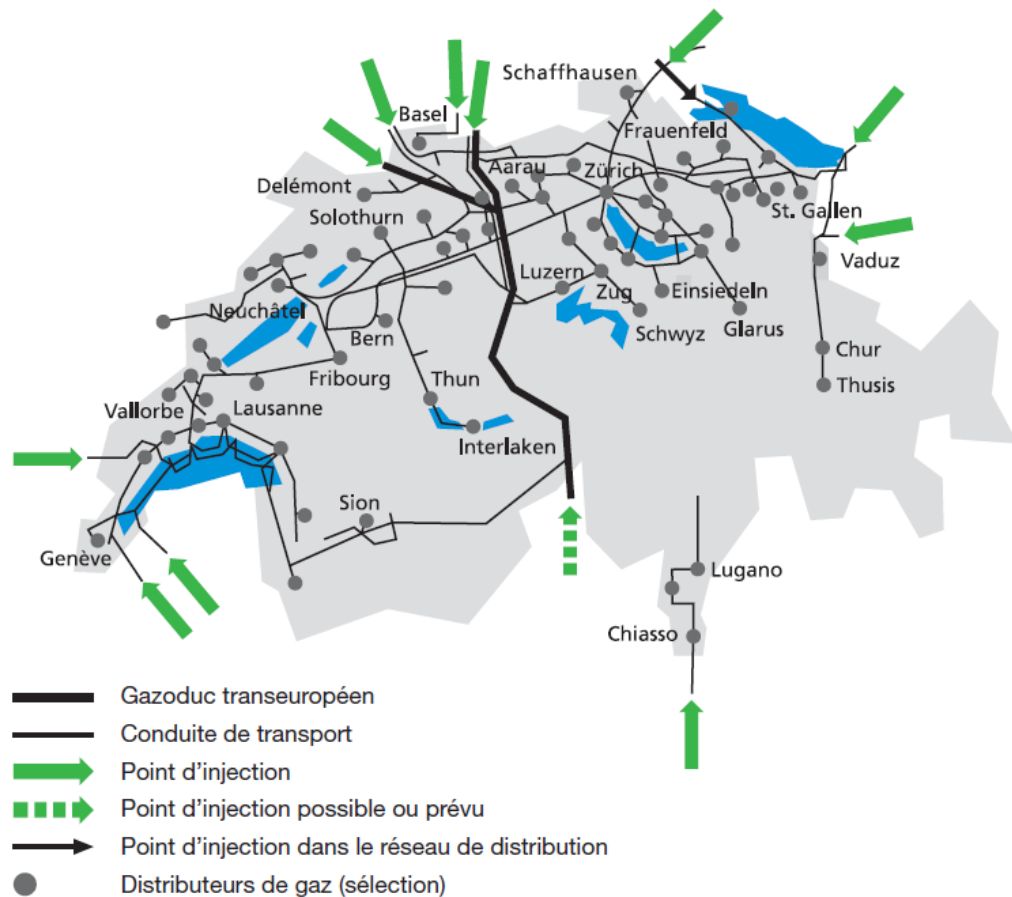 Schaffhausen
Basel
Frauenfeld
Aarau
Zürich
Delémont
Solothurn
St. Gallen
Vaduz
Luzern
Zug
Einsiedeln
Neuchâtel
Schwyz
Glarus
Bern
Chur
Fribourg
Thun
Thusis
Vallorbe
Lausanne
Interlaken
Sion
Genève
Lugano
Chiasso
Gazoduc transeuropéen
Conduite de transport
Point d'injection
Point d'injection possible ou prévu
Point d'injection dans le réseau de distribution
Distributeurs de gaz (sélection)